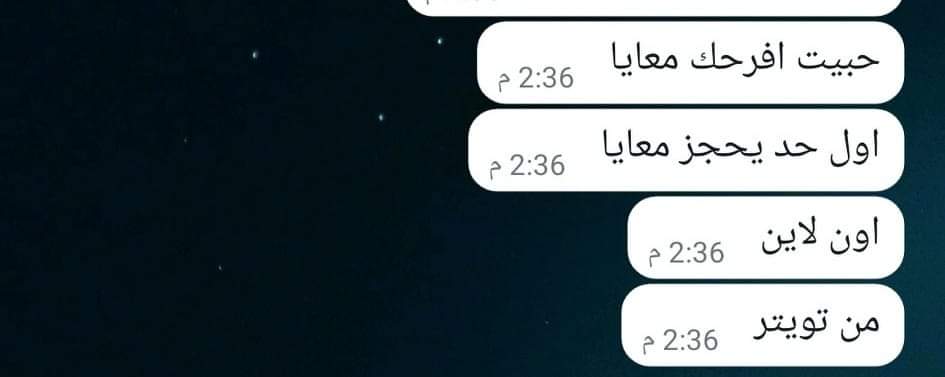 حبيت افرحك معايا
2:36 م
اول حد يحجز معايا
2:36 م
اون لاين
2:36 م
من تويتر
2:36 م